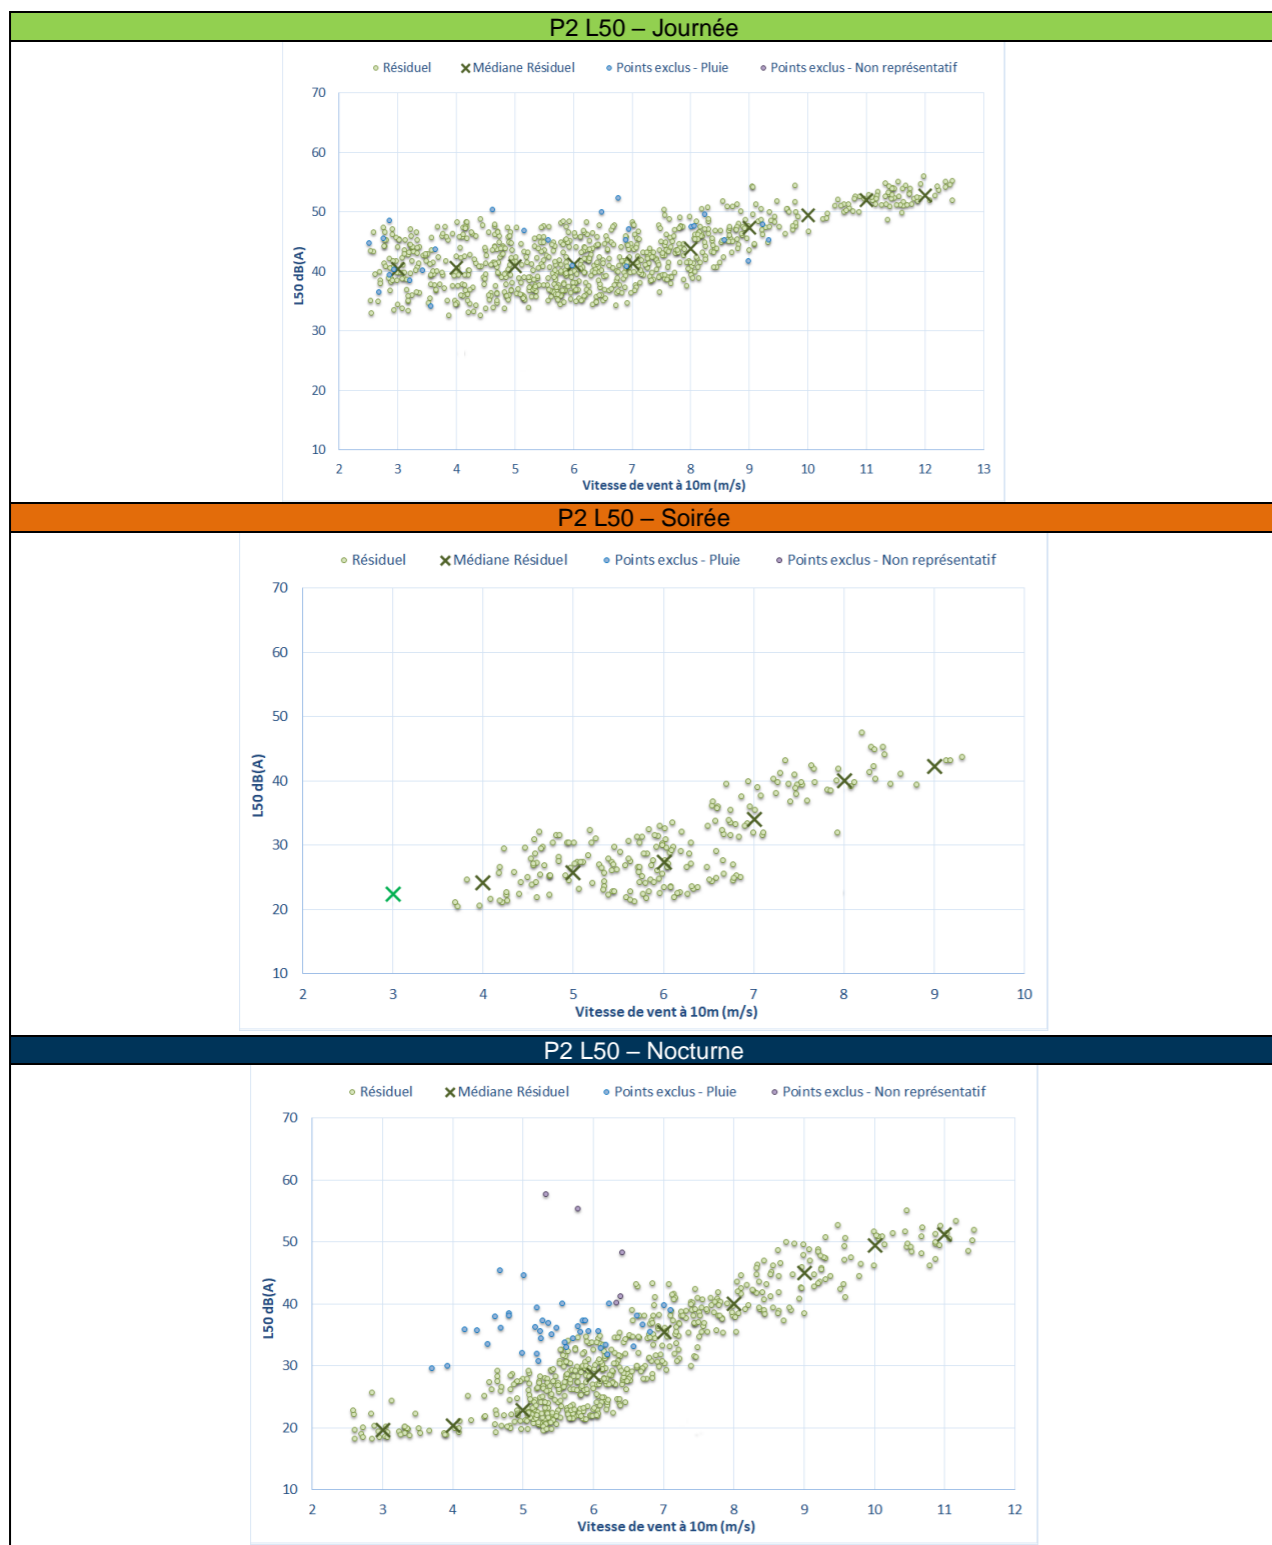 P2 L50 – Journée
Résiduel Médiane Résiduel Points exclus - Pluie Points exclus - Non représentatif
70
60
50
40
30
20
10
L50 dB(A)
2 3 4 5 6 7 8 9 10 11 12 13
Vitesse de vent à 10m (m/s)
P2 L50 – Soirée
Résiduel Médiane Résiduel Points exclus - Pluie Points exclus - Non représentatif
70
60
50
40
30
20
10
L50 dB(A)
2 3 4 5 6 7 8 9 10
Vitesse de vent à 10m (m/s)
P2 L50 – Nocturne
Résiduel Médiane Résiduel Points exclus - Pluie Points exclus - Non représentatif
70
60
50
40
30
20
10
L50 dB(A)
2 3 4 5 6 7 8 9 10 11 12
Vitesse de vent à 10m (m/s)